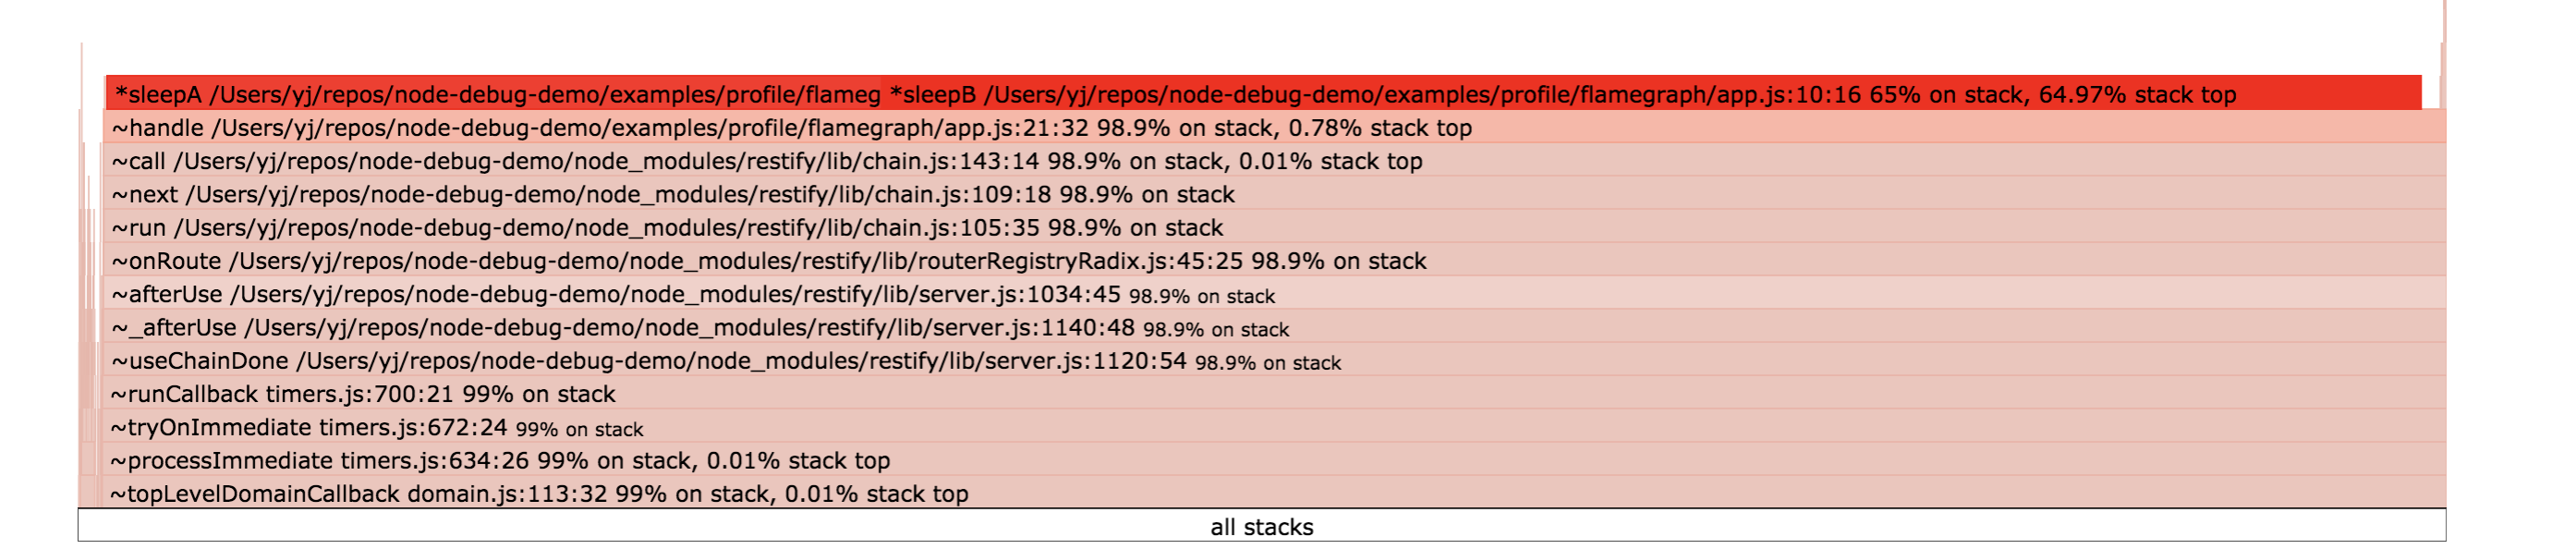 *sleepA /Users/yj/repos/node-debug-demo/examples/profile/flameg *sleepB /Users/yj/repos/node-debug-demo/examples/profile/flamegraph/app.js:10:16 65% on stack, 64.97% stack top
~handle /Users/yj/repos/node-debug-demo/examples/profile/flamegraph/app.js:21:32 98.9% on stack, 0.78% stack top
~call /Users/yj/repos/node-debug-demo/node_modules/restify/lib/chain.js:143:14 98.9% on stack, 0.01% stack top
~next /Users/yj/repos/node-debug-demo/node_modules/restify/lib/chain.js:109:18 98.9% on stack
~run /Users/yj/repos/node-debug-demo/node_modules/restify/lib/chain.js:105:35 98.9% on stack
~onRoute /Users/yj/repos/node-debug-demo/node_modules/restify/lib/routerRegistryRadix.js:45:25 98.9% on stack
~afterUse /Users/yj/repos/node-debug-demo/node_modules/restify/lib/server.js:1034:45 98.9% on stack
~_afterUse /Users/yj/repos/node-debug-demo/node_modules/restify/lib/server.js:1140:48 98.9% on stack
~useChainDone /Users/yj/repos/node-debug-demo/node_modules/restify/lib/server.js:1120:54 98.9% on stack
~runCallback timers.js:700:21 99% on stack
~tryOnImmediate timers.js:672:24 99% on stack
~processImmediate timers.js:634:26 99% on stack, 0.01% stack top
~topLevelDomainCallback domain.js:113:32 99% on stack, 0.01% stack top
all stacks